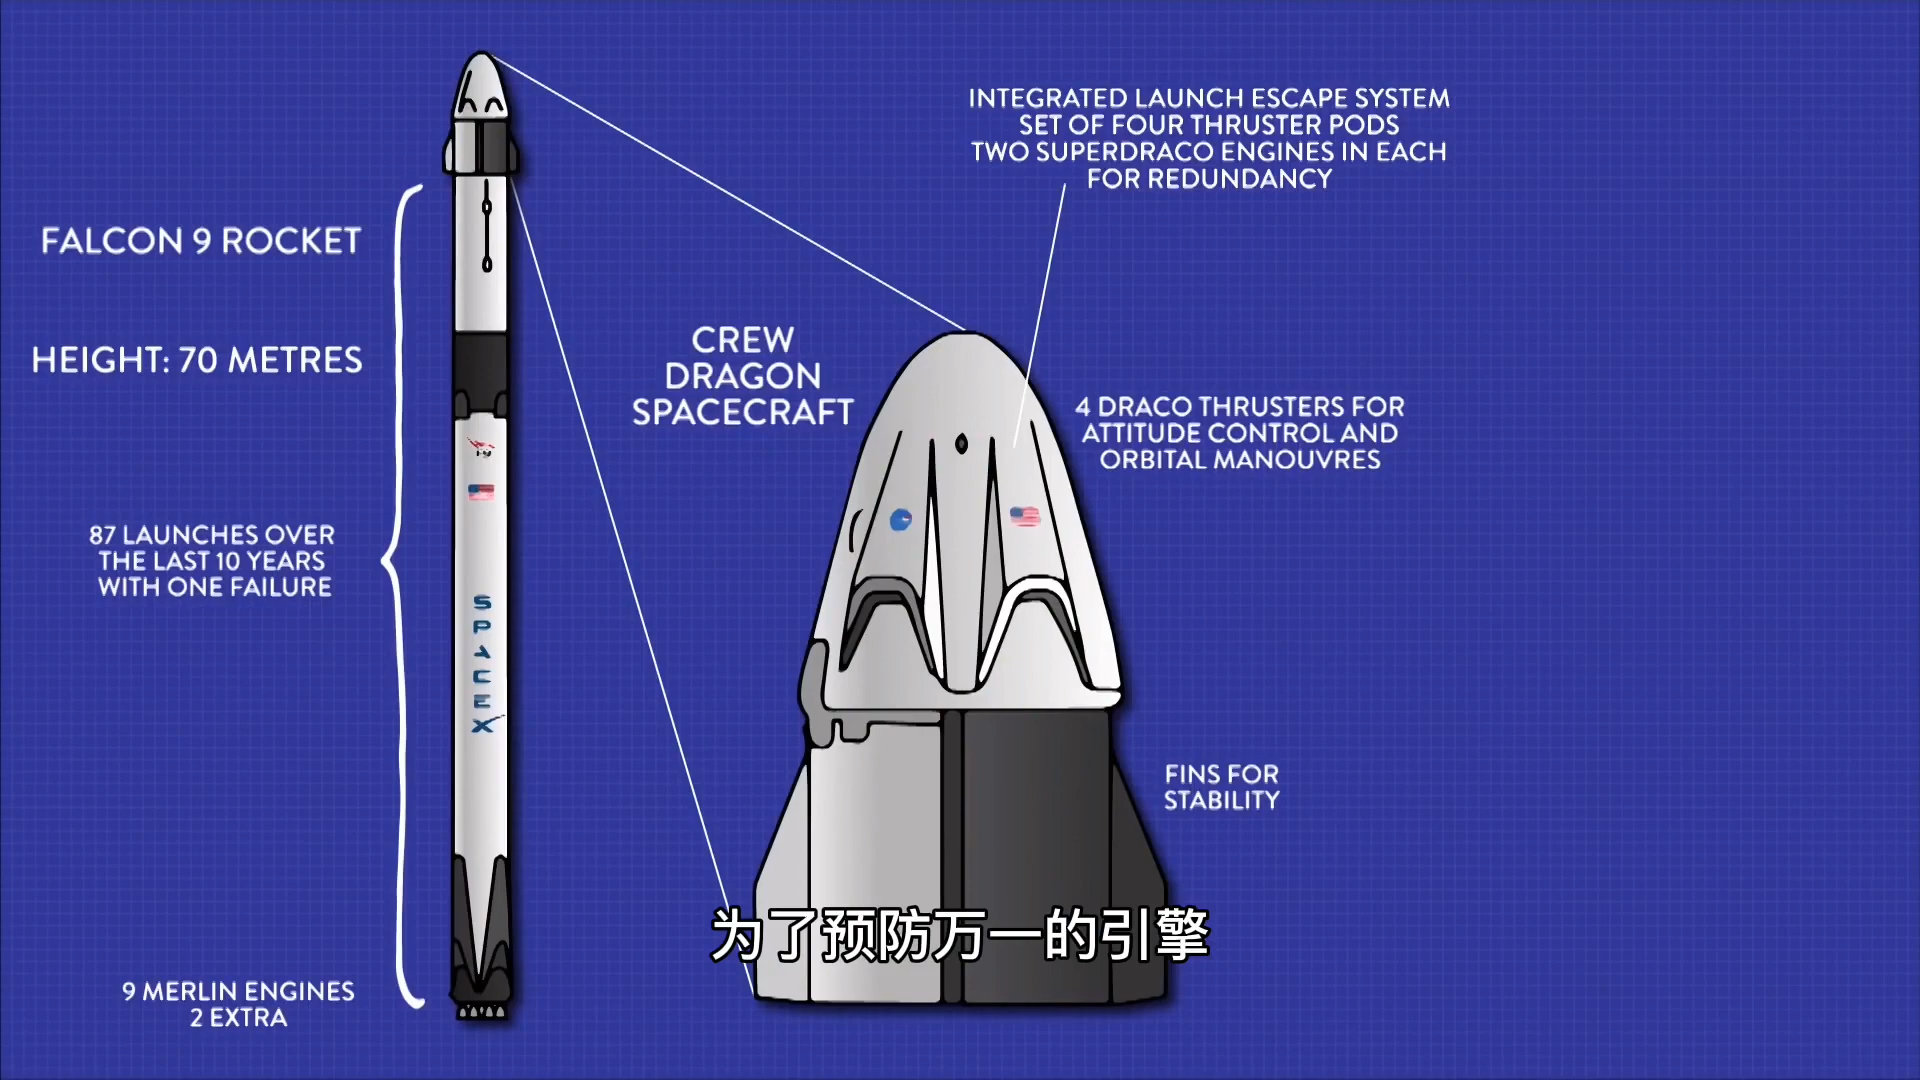 INTEGRATED LAUNCH ESCAPE SYSTEM
SET OF FOUR THRUSTER PODS
TWO SUPERDRACO ENGINES IN EACH
FOR REDUNDANCY
FALCON 9 ROCKET
HEIGHT: 70 METRES
CREW
DRAGON
SPACECRAFT
4 DRACO THRUSTERS FOR
ATTITUDE CONTROL AND
ORBITAL MANOUVRES
87 LAUNCHES OVER
THE LAST 10 YEARS
WITH ONE FAILURE
SPACEX
FINS FOR
STABILITY
为了预防万一的引擎
9 MERLIN ENGINES
2 EXTRA